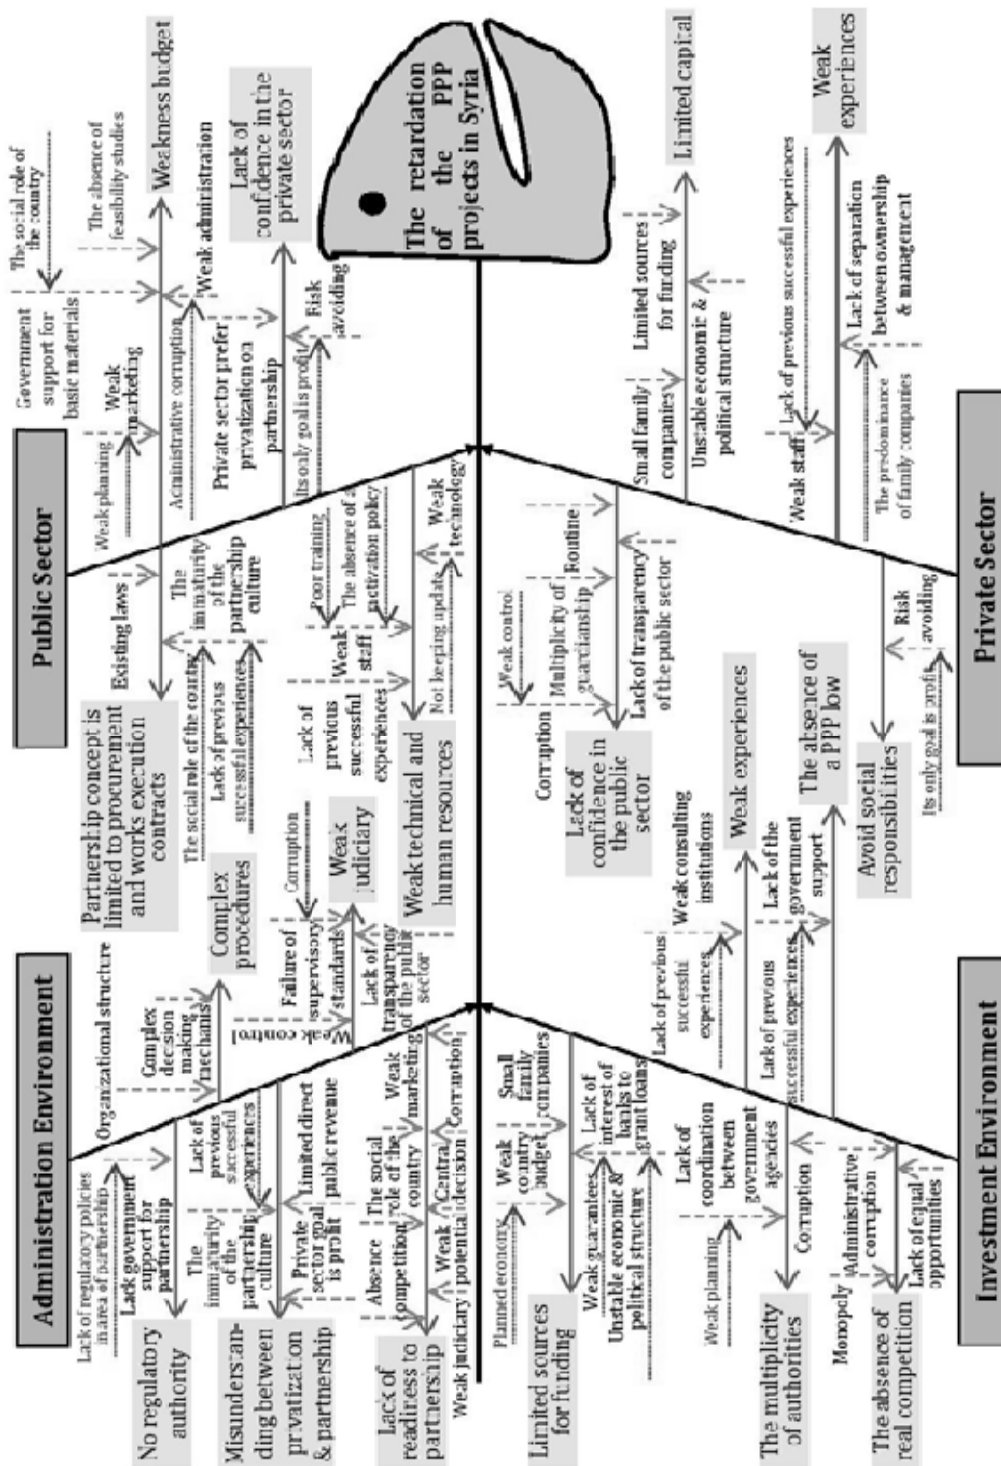 Administration Environment
Public Sector
Lack of regulatory policies
in area of partnership
Lack government
support for
partnership
No regulatory
authority
Organizational structure
Complex
decision
making
mechanis
Complex
procedures
Lack of
previous
successful
experiences
The
immaturity
of the
partnership
culture
Limited direct
public revenue
Private
sector goal
is profit
Misunderstan-
ding between
privatization
& partnership
Corruption
Failure of
supervisory
standards
Weak control
Lack of
transparency
of the public
sector
Weak
judiciary
Weak
marketing
The social
role of the
country
Absence
competition
Corruption
Central
decision
Weak
potential
Weak judiciary
Lack of
readiness to
partnership
Existing laws
The
immaturity
of the
partnership
culture
The social role of the country
Lack of previous
successful experiences
Partnership concept is
limited to procurement
and works execution
contracts
Weak planning
Weak
marketing
Government
support for
basic materials
The social role of
the country
The absence of
feasibility studies
Administrative corruption
Weak administration
Weakness budget
Private sector prefer
privatization on
partnership
Its only goal is profit
Risk
avoiding
Lack of
confidence in the
private sector
Poor training
The absence of a
motivation policy
Weak
staff
Lack of
previous
successful
experiences
Weak
technology
Not keeping update
Weak technical and
human resources
The retardation
of the PPP
projects in Syria
Small
family
companies
Weak
country
budget
Planned economy
Lack of
interest of
banks to
grant loans
Weak guarantees
Unstable economic &
political structure
Limited sources
for funding
Weak consulting
institutions
Lack of previous
successful
experiences
Weak experiences
Lack of the
government
support
Lack of previous
successful experiences
The absence of
a PPP low
Lack of
coordination
between
government
agencies
Weak planning
Corruption
The multiplicity
of authorities
Administrative
corruption
Monopoly
Lack of equal
opportunities
The absence of
real competition
Weak control
Corruption
Multiplicity of
guardianship
Routine
Lack of transparency
of the public sector
Lack of
confidence in
the public
sector
Small family
companies
Limited sources
for funding
Unstable economic &
political structure
Limited capital
Lack of previous successful experiences
Weak staff
Lack of separation
between ownership
& management
The predominance
of family companies
Weak
experiences
Risk
avoiding
Its only goal is profit
Avoid social
responsibilities
Investment Environment
Private Sector